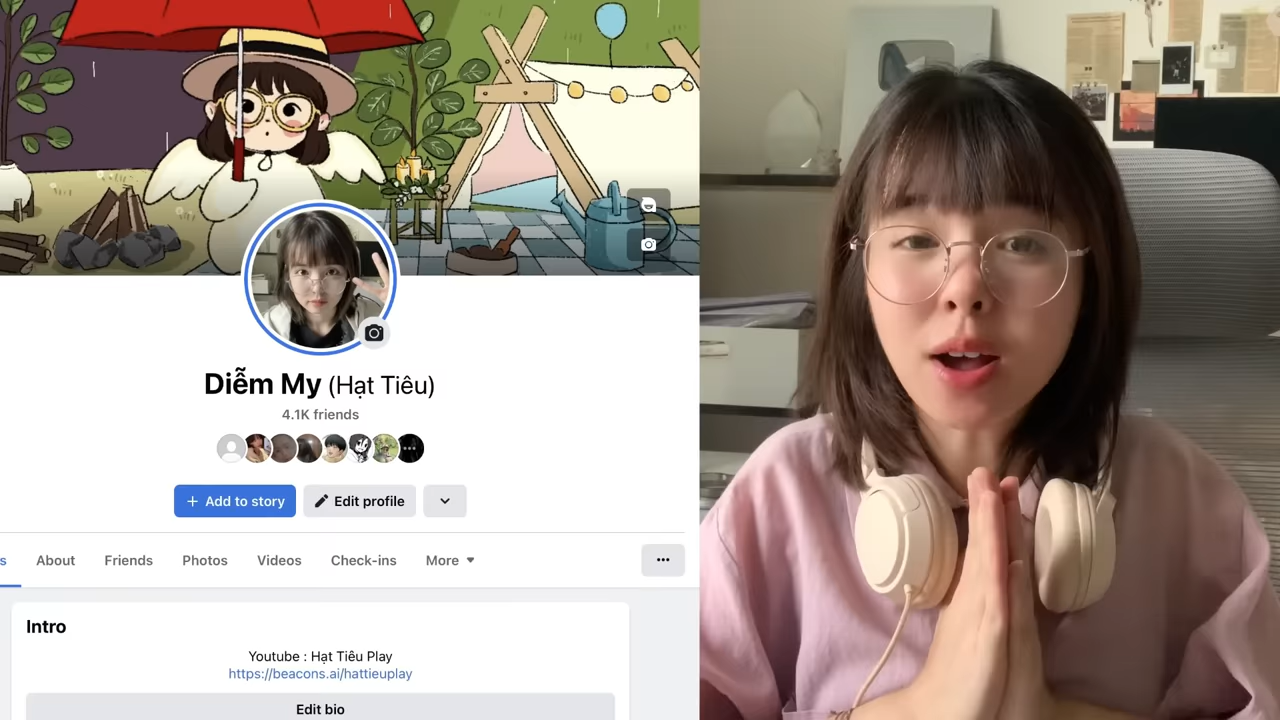 Diễm My (Hạt Tiêu)
4.1K friends
+ Add to story
Edit profile
s
About
Friends
Photos
Videos
Check-ins
More
Intro
Youtube : Hạt Tiêu Play
https://beacons.ai/hattieuplay
Edit bio